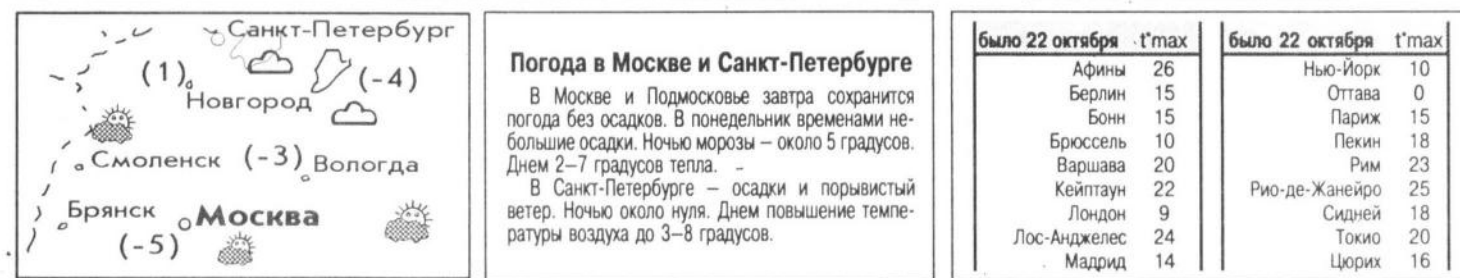 Санкт-Петербург
(1)
(-4)
Новгород
Смоленск (-3) Вологда
Брянск
Москва
(-5)
Погода в Москве и Санкт-Петербурге
В Москве и Подмосковье завтра сохранится
погода без осадков. В понедельник временами не-
большие осадки. Ночью морозы – около 5 градусов.
Днем 2–7 градусов тепла.
В Санкт-Петербурге – осадки и порывистый
ветер. Ночью около нуля. Днем повышение темпе-
ратуры воздуха до 3–8 градусов.
было 22 октября t°max
Афины 26
Берлин 15
Бонн 15
Брюссель 10
Варшава 20
Кейптаун 22
Лондон 9
Лос-Анджелес 24
Мадрид 14
было 22 октября t°max
Нью-Йорк 10
Оттава 0
Париж 15
Пекин 18
Рим 23
Рио-де-Жанейро 25
Сидней 18
Токио 20
Цюрих 16